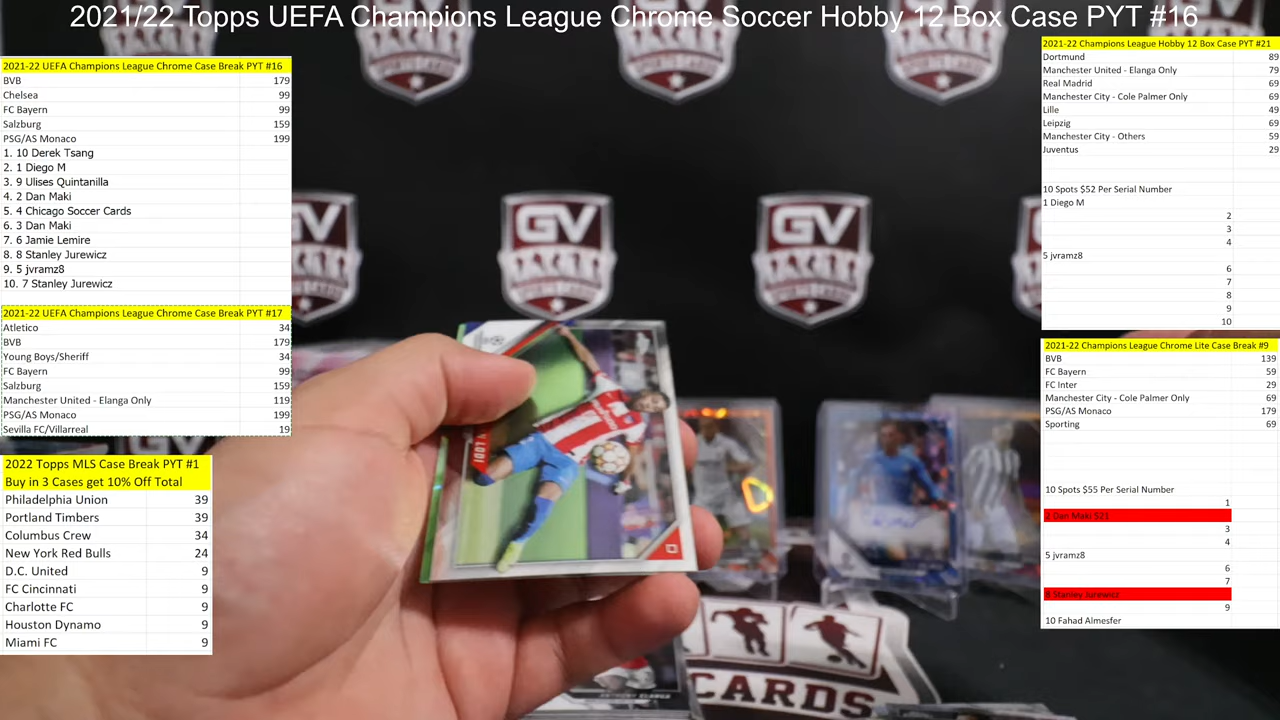 2021/22 Topps UEFA Champions League Chrome Soccer Hobby 12 Box Case PYT #16
2021-22 UEFA Champions League Chrome Case Break PYT #16
BVB 179
Chelsea 99
FC Bayern 99
Salzburg 159
PSG/AS Monaco 199
1. 10 Derek Tsang
2. 1 Diego M
3. 9 Ulises Quintanilla
4. 2 Dan Maki
5. 4 Chicago Soccer Cards
6. 3 Dan Maki
7. 6 Jamie Lemire
8. 8 Stanley Jurewicz
9. 5 jvramz8
10. 7 Stanley Jurewicz
2021-22 UEFA Champions League Chrome Case Break PYT #17
Atletico 34
BVB 179
Young Boys/Sheriff 34
FC Bayern 99
Salzburg 159
Manchester United - Elanga Only 119
PSG/AS Monaco 199
Sevilla FC/Villarreal 19
2022 Topps MLS Case Break PYT #1
Buy in 3 Cases get 10% Off Total
Philadelphia Union 39
Portland Timbers 39
Columbus Crew 34
New York Red Bulls 24
D.C. United 9
FC Cincinnati 9
Charlotte FC 9
Houston Dynamo 9
Miami FC 9
2021-22 Champions League Hobby 12 Box Case PYT #21
Dortmund 89
Manchester United - Elanga Only 79
Real Madrid 69
Manchester City - Cole Palmer Only 69
Lille 49
Leipzig 69
Manchester City - Others 59
Juventus 29
10 Spots $52 Per Serial Number
1 Diego M
2
3
4
5 jvramz8
6
7
8
9
10
2021-22 Champions League Chrome Lite Case Break #9
BVB 139
FC Bayern 59
FC Inter 29
Manchester City - Cole Palmer Only 69
PSG/AS Monaco 179
Sporting 69
10 Spots $55 Per Serial Number
1
2 Dan Maki 521
3
4
5 jvramz8
6
7
8 Stanley Jurewicz
9
10 Fahad Almesfer
GV
GV
LODI
ANTHONY ELANGA
CARDS